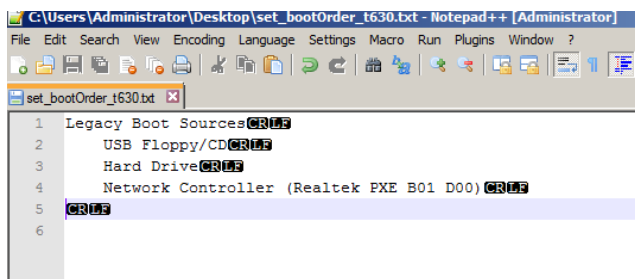 C:\Users\Administrator\Desktop\set_bootOrder_t630.txt - Notepad++ [Administrator]
File Edit Search View Encoding Language Settings Macro Run Plugins Window ?
set_bootOrder_t630.txt
1 Legacy Boot SourcesCRLF
2 USB Floppy/CDCRLF
3 Hard DriveCRLF
4 Network Controller (Realtek PXE B01 D00)CRLF
5 CRLF
6